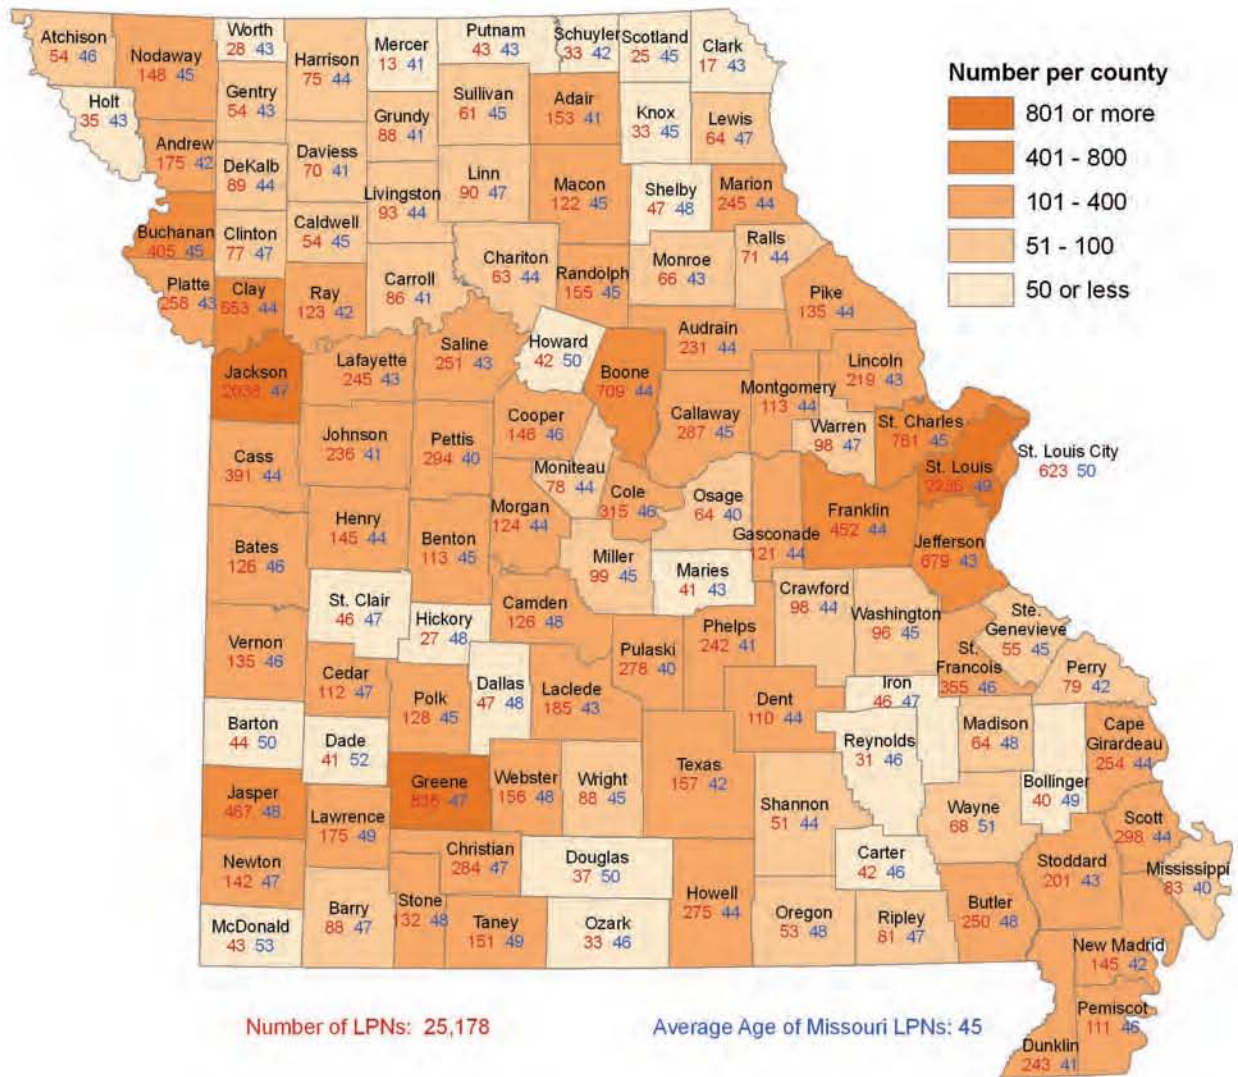 Atchison
54 46
Nodaway
148 45
Worth
28 43
Harrison
75 44
Mercer
13 41
Putnam
43 43
Schuyler
33 42
Scotland
25 45
Clark
17 43
Holt
35 43
Gentry
54 43
Grundy
88 41
Sullivan
61 45
Adair
153 41
Knox
33 45
Lewis
64 47
Andrew
175 42
DeKalb
89 44
Daviess
70 41
Livingston
93 44
Linn
90 47
Macon
122 45
Shelby
47 48
Marion
245 44
Buchanan
405 45
Clinton
77 47
Caldwell
54 45
Chariton
63 44
Randolph
155 45
Monroe
66 43
Ralls
71 44
Platte
258 43
Clay
553 44
Ray
123 42
Carroll
86 41
Pike
135 44
Jackson
2038 47
Lafayette
245 43
Saline
251 43
Howard
42 50
Boone
709 44
Audrain
231 44
Montgomery
113 44
Lincoln
219 43
Cass
391 44
Johnson
236 41
Pettis
294 40
Cooper
146 46
Moniteau
78 44
Callaway
287 45
Warren
98 47
St. Charles
761 45
St. Louis
49
St. Louis City
623 50
Bates
126 46
Henry
145 44
Benton
113 45
Morgan
124 44
Cole
315 46
Osage
64 40
Gasconade
121 44
Franklin
452 44
Jefferson
679 43
Miller
99 45
Maries
41 43
St. Clair
46 47
Hickory
27 48
Camden
126 48
Pulaski
278 40
Phelps
242 41
Crawford
98 44
Washington
96 45
Ste.
Genevieve
55 45
Vernon
135 46
Cedar
112 47
Polk
128 45
Dallas
47 48
Laclede
185 43
Dent
110 44
Iron
46 47
St.
Francois
355 46
Perry
79 42
Barton
44 50
Dade
41 52
Greene
47
Webster
156 48
Wright
88 45
Texas
157 42
Reynolds
31 46
Madison
64 48
Bollinger
40 49
Cape
Girardeau
254 44
Jasper
467 48
Lawrence
175 49
Christian
284 47
Douglas
37 50
Shannon
51 44
Wayne
68 51
Scott
298 44
Newton
142 47
Stone
132 48
Howell
275 44
Carter
42 46
Stoddard
201 43
Mississippi
83 40
McDonald
43 53
Barry
88 47
Taney
151 49
Ozark
33 46
Oregon
53 48
Ripley
81 47
Butler
250 48
New Madrid
145 42
Pemiscot
111 46
Dunklin
243 41
Number per county
801 or more
401 - 800
101 - 400
51 - 100
50 or less
Number of LPNs: 25,178
Average Age of Missouri LPNs: 45